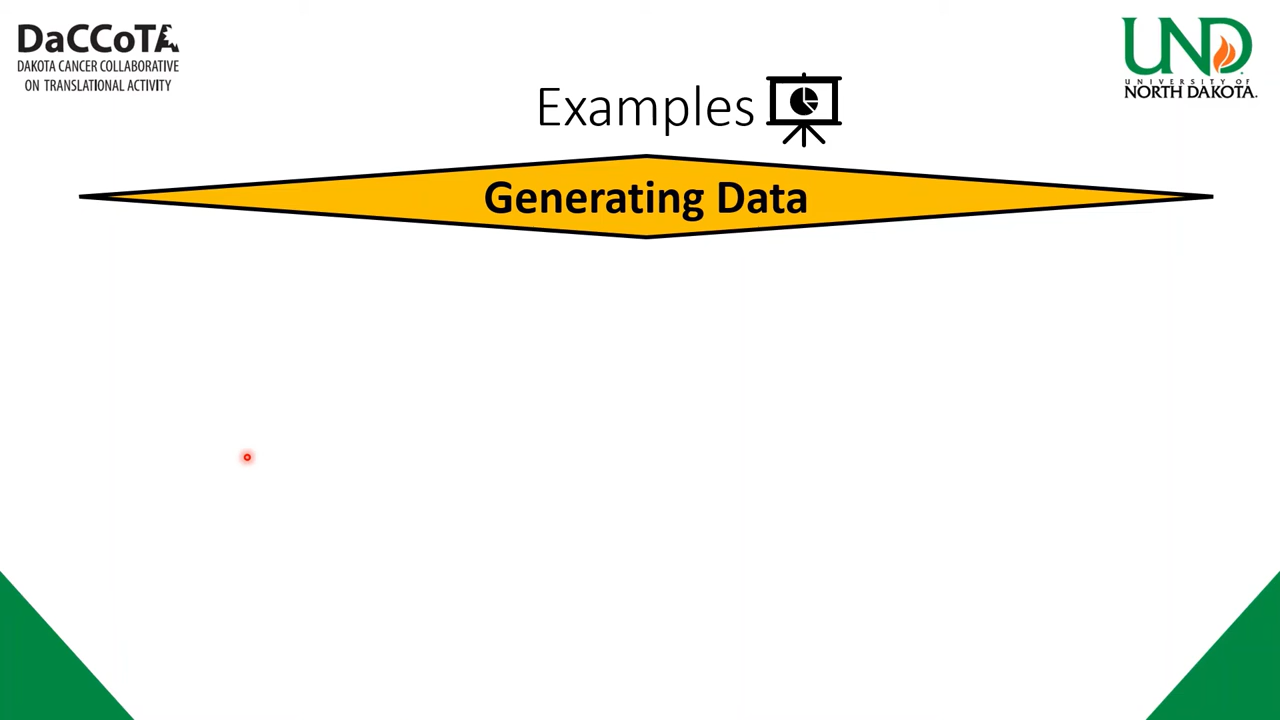 DaCCoTA
DAKOTA CANCER COLLABORATIVE
ON TRANSLATIONAL ACTIVITY
UND
UNIVERSITY OF
NORTH DAKOTA.
Examples
Generating Data